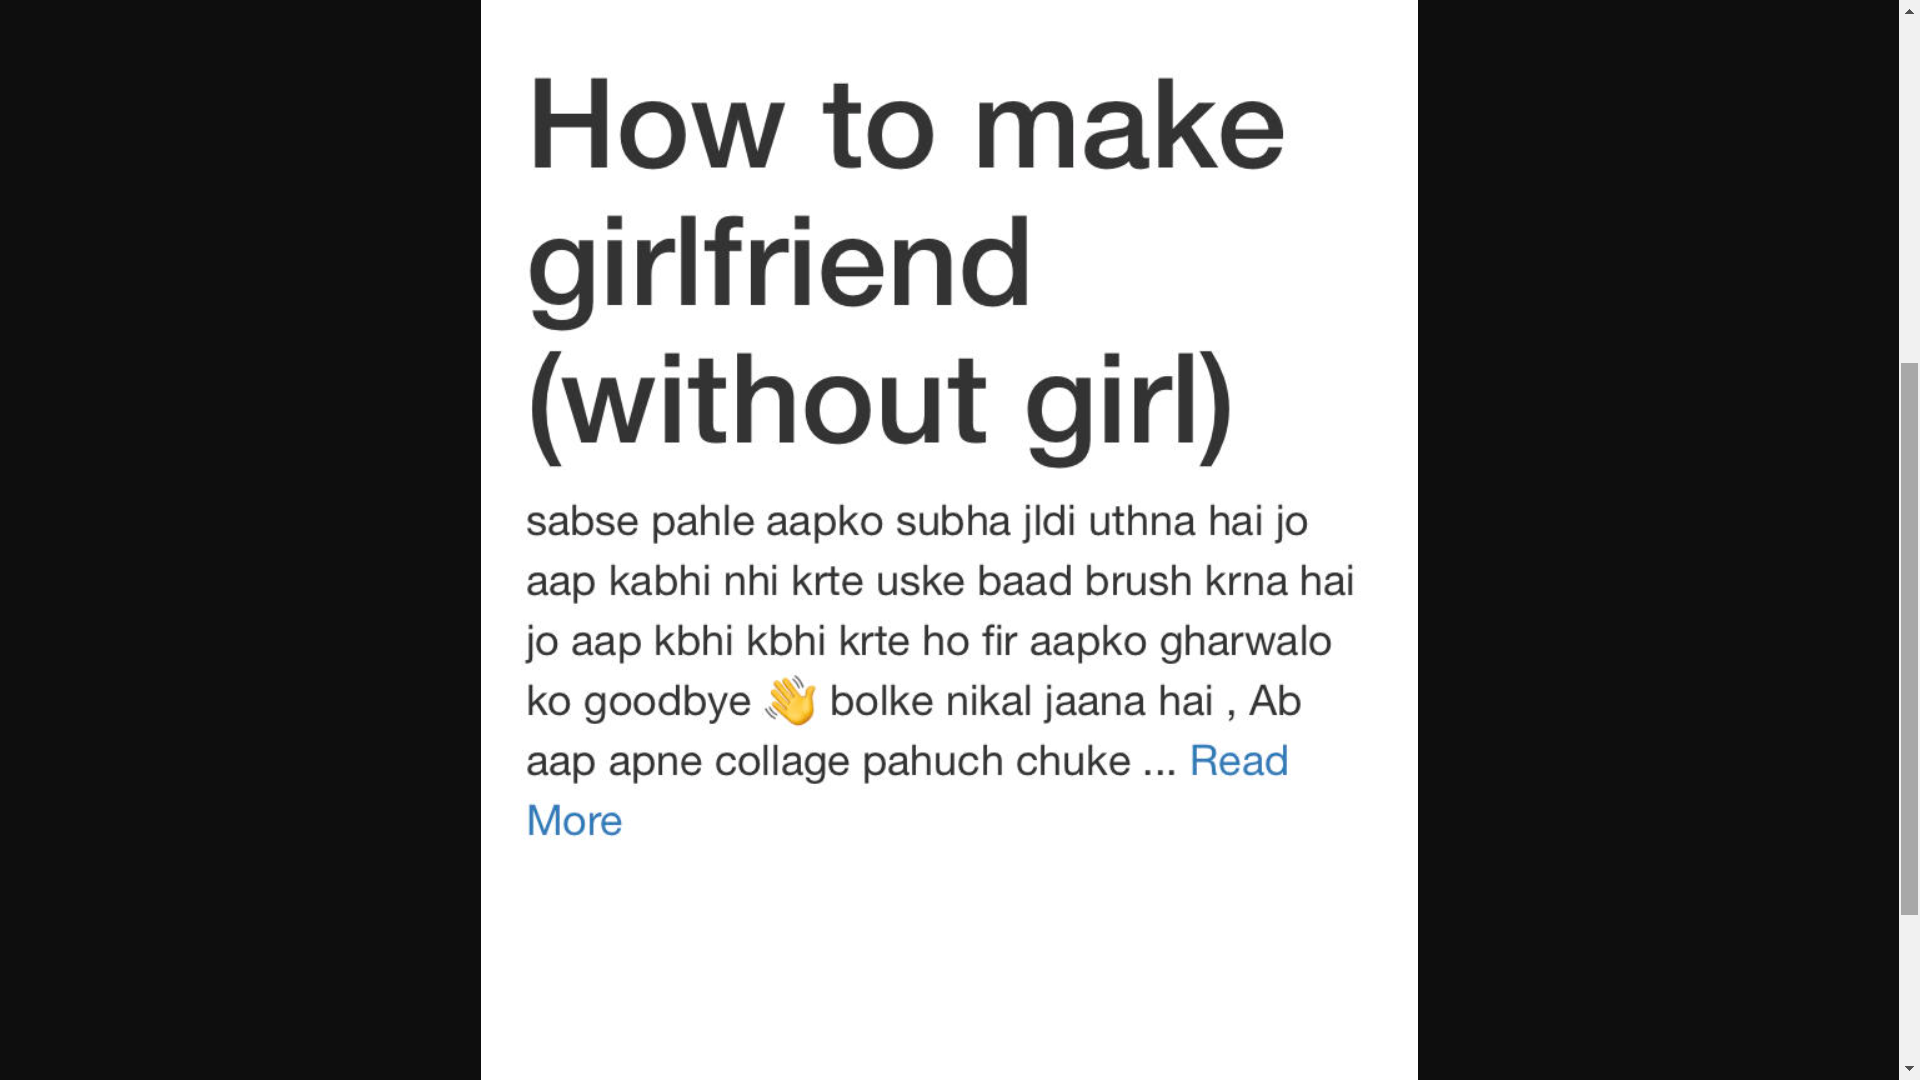 How to make
girlfriend
(without girl)
sabse pahle aapko subha jldi uthna hai jo
aap kabhi nhi krte uske baad brush krna hai
jo aap kbhi kbhi krte ho fir aapko gharwalo
ko goodbye 👋 bolke nikal jaana hai , Ab
aap apne collage pahuch chuke ... Read
More